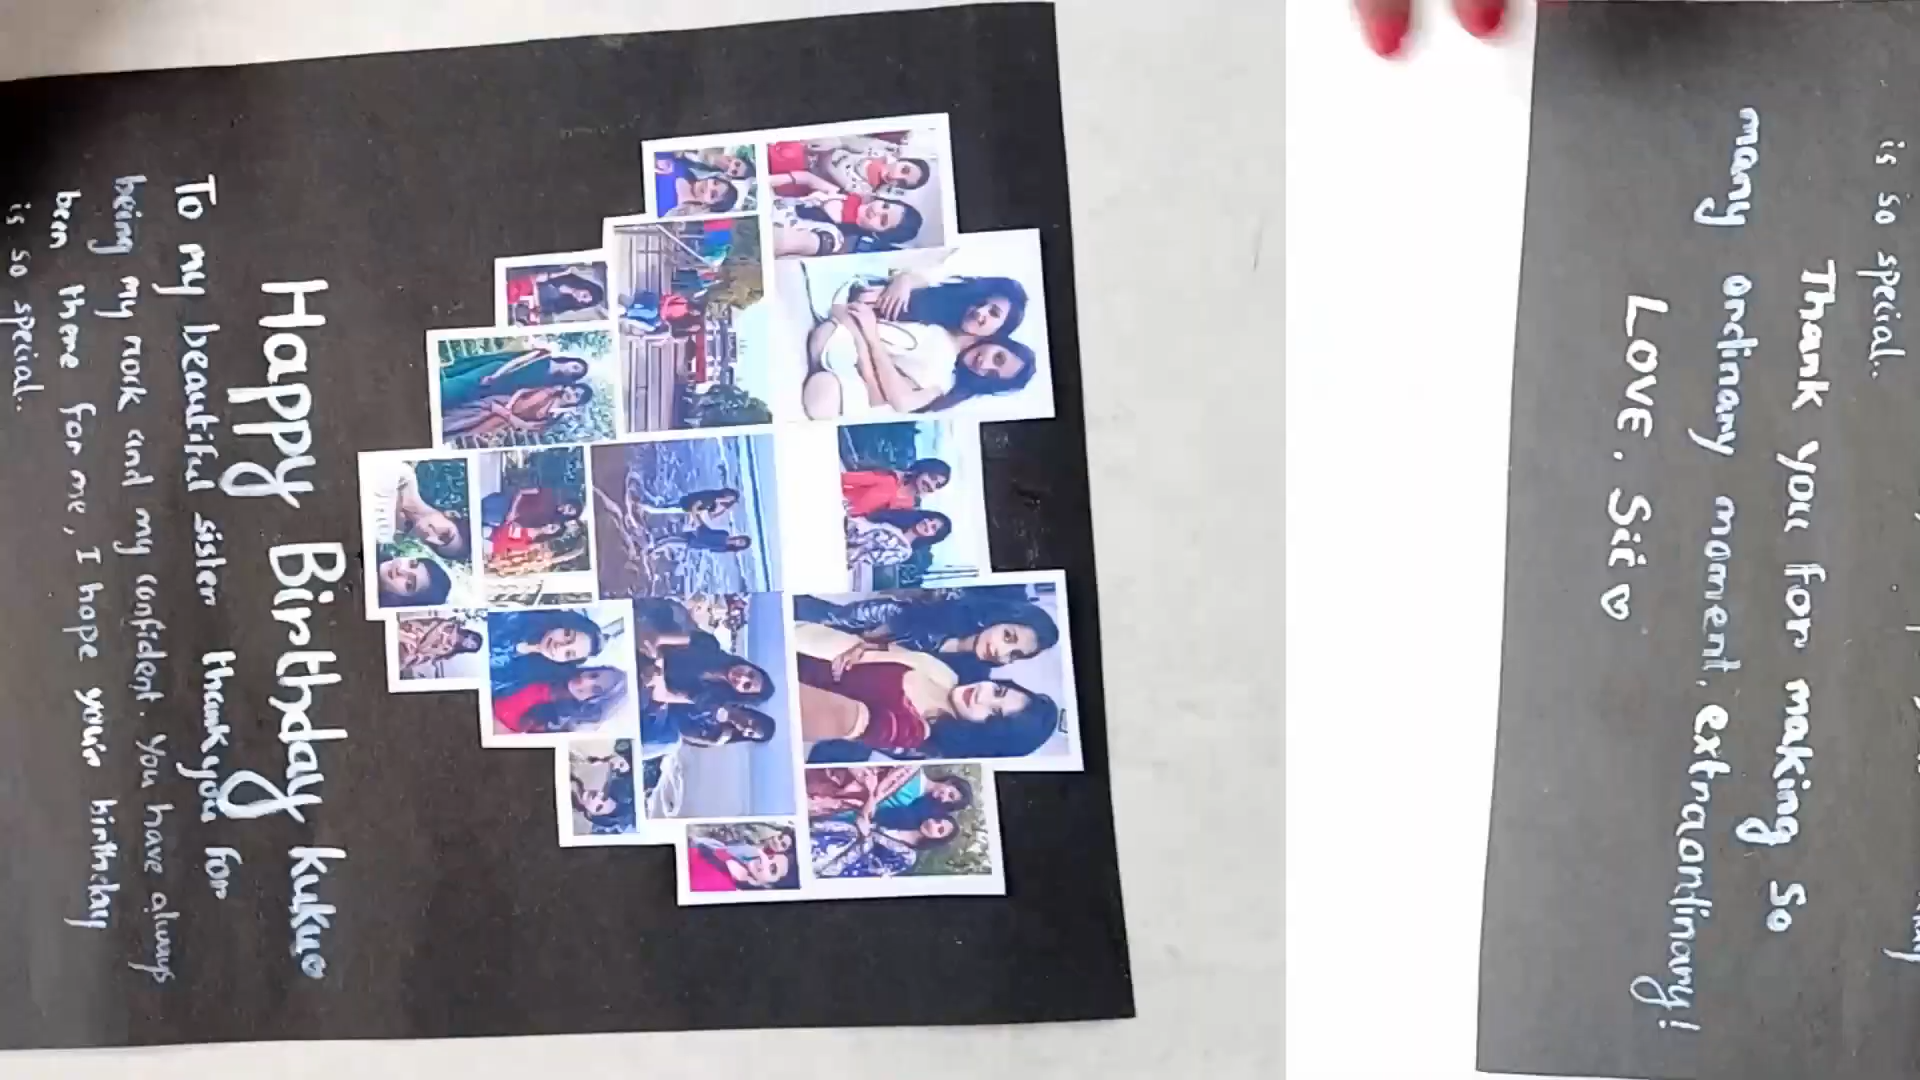 Happy Birthday kuku
To my beautiful sister thank you for
being my rock and my confident. You have always
been there for me, I hope your birthday
is so special..
is so special..
Thank you for making so
many ordinary moment, extraordinary!
LOVE. Sis